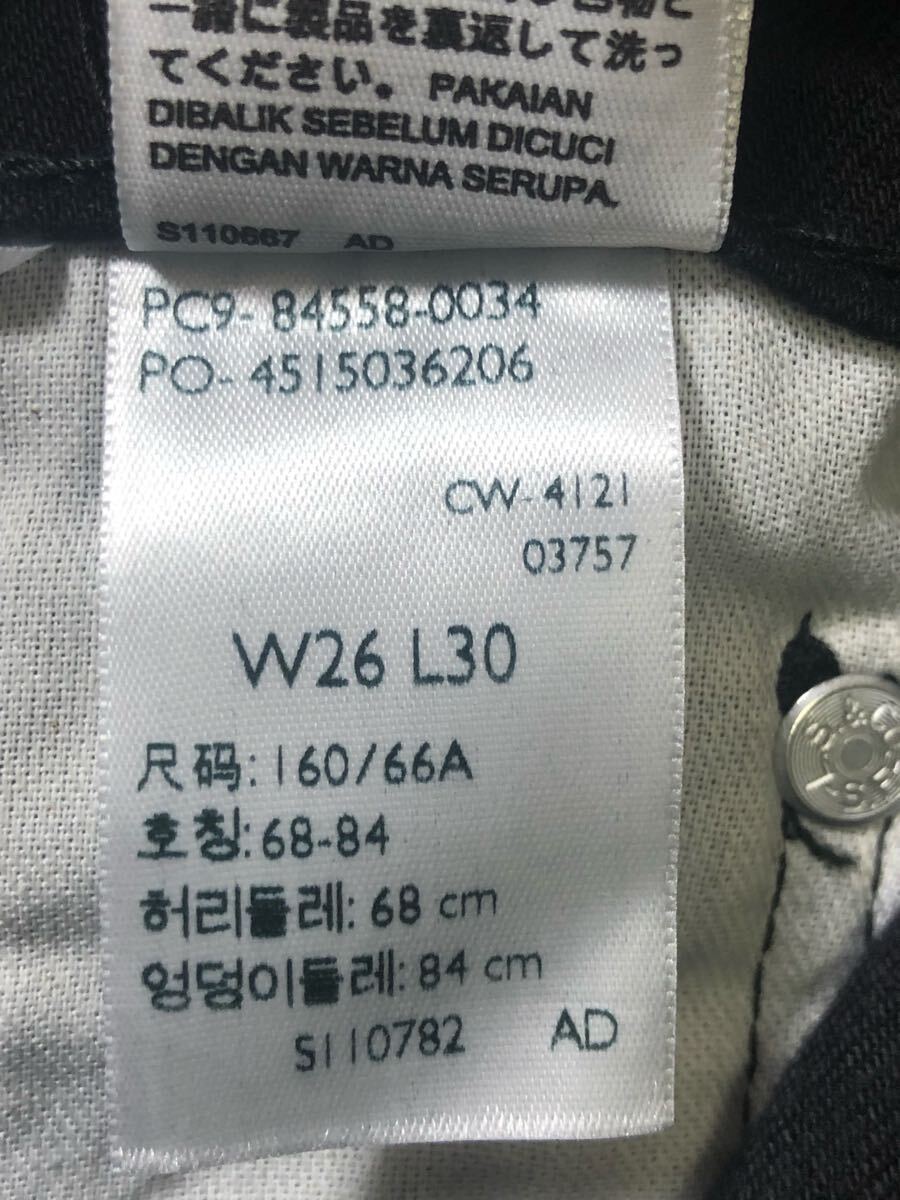 一緒に製品を裏返して洗っ
てください。 PAKAIAN
DIBALIK SEBELUM DICUCI
DENGAN WARNA SERUPA.
S110667 AD
PC9- 84558-0034
PO- 4515036206
CW-4121
03757
W26 L30
尺码: 160/66A
호칭: 68-84
허리둘레: 68 cm
엉덩이둘레: 84 cm
S110782 AD